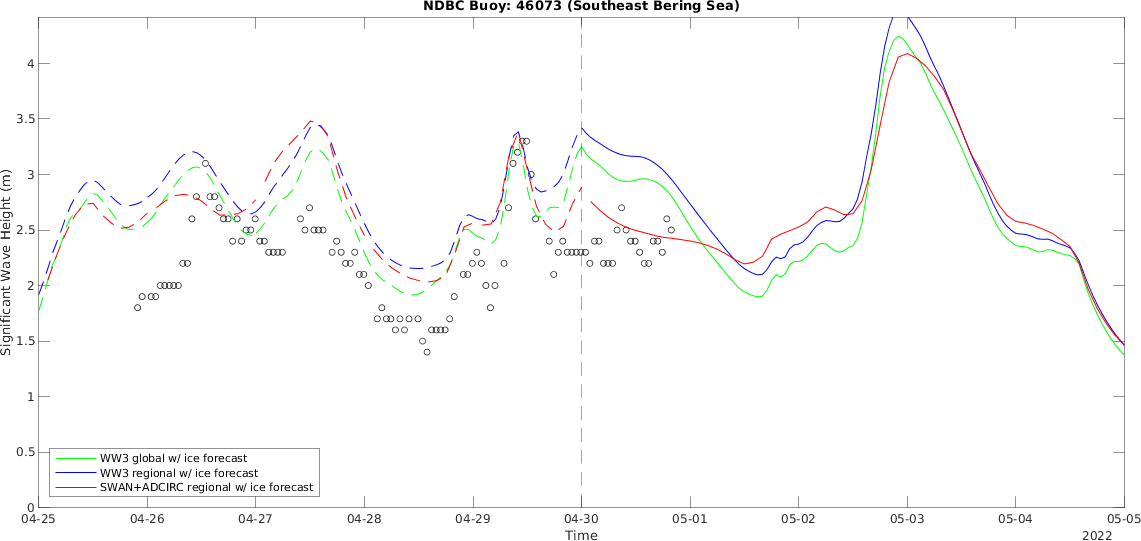 NDBC Buoy: 46073 (Southeast Bering Sea)
Significant Wave Height (m)
4
3.5
3
2.5
2
1.5
1
0.5
0
WW3 global w/ ice forecast
WW3 regional w/ ice forecast
SWAN+ADCIRC regional w/ ice forecast
04-25 04-26 04-27 04-28 04-29 04-30 05-01 05-02 05-03 05-04 05-05
Time
2022